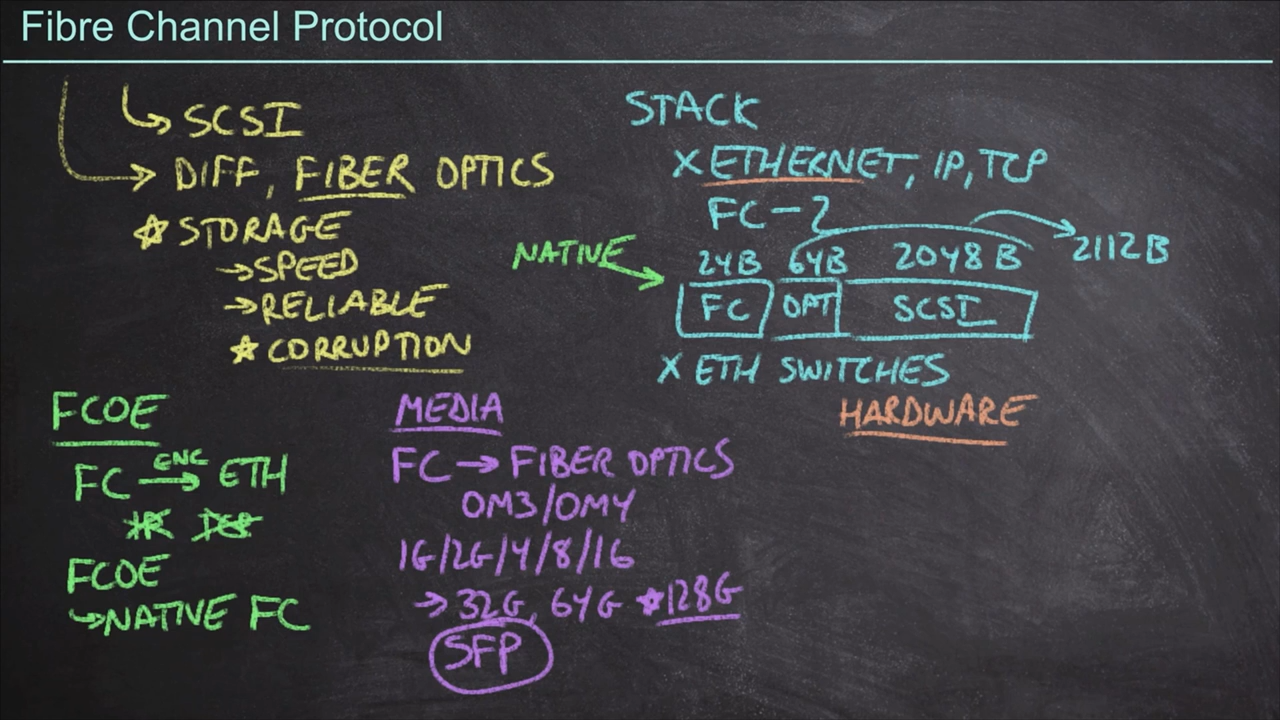 Fibre Channel Protocol
SCSI
DIFF, FIBER OPTICS
STORAGE
SPEED
RELIABLE
CORRUPTION
STACK
X ETHERNET, IP, TCP
FC-2
NATIVE
24B 64B 2048B
2112B
FC OPT SCSI
X ETH SWITCHES
HARDWARE
FCOE
FC ENC ETH
FCOE
NATIVE FC
MEDIA
FC → FIBER OPTICS
OM3/OM4
1G/2G/4/8/16
→ 32G, 64G *128G
SFP